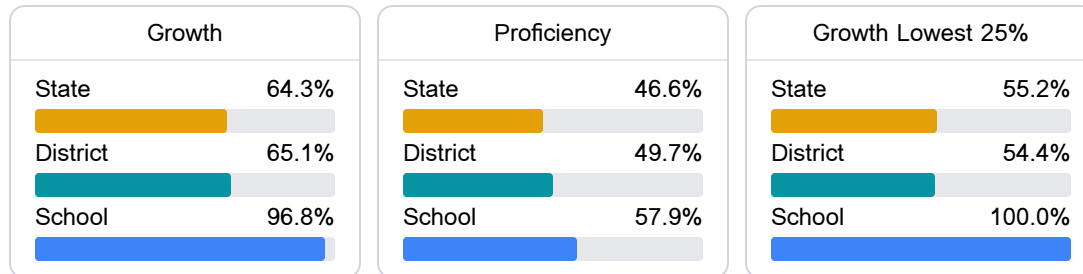 Growth
State 64.3%
District 65.1%
School 96.8%
Proficiency
State 46.6%
District 49.7%
School 57.9%
Growth Lowest 25%
State 55.2%
District 54.4%
School 100.0%